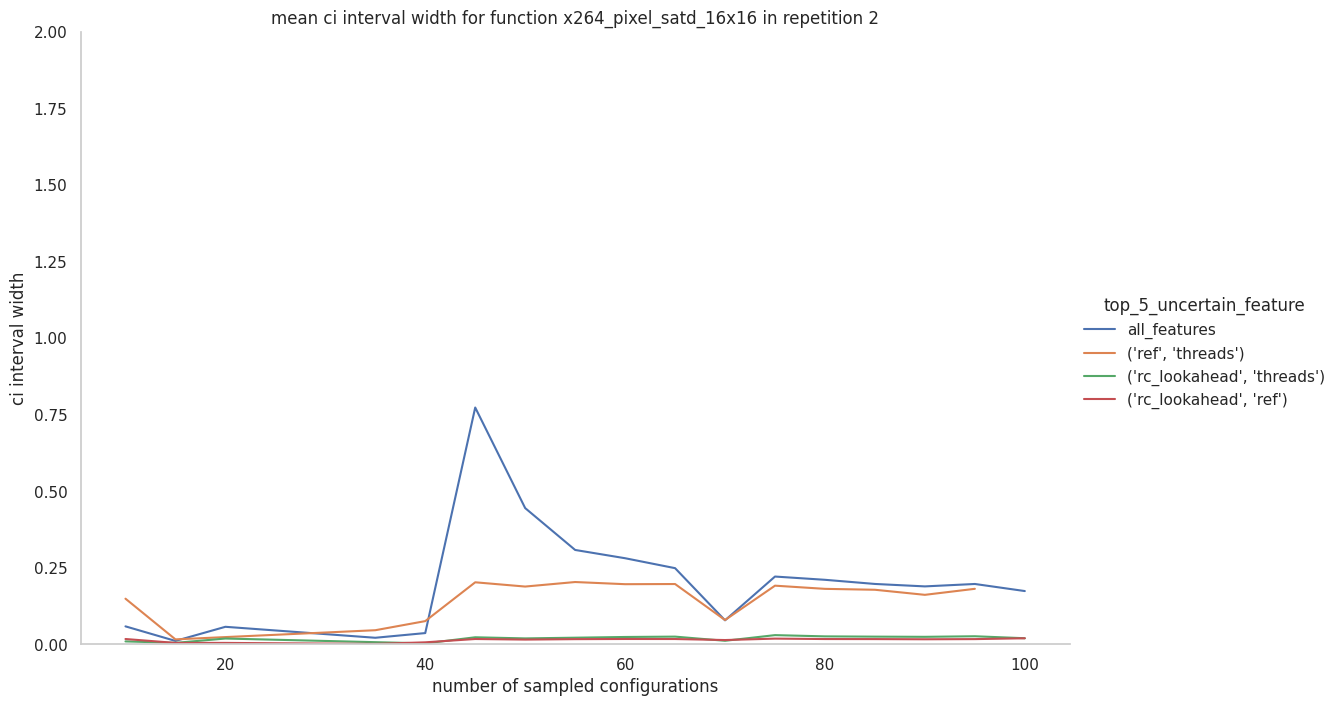 mean ci interval width for function x264_pixel_satd_16x16 in repetition 2
2.00
1.75
1.50
1.25
1.00
0.75
0.50
0.25
0.00
ci interval width
20
40
60
80
100
number of sampled configurations
top_5_uncertain_feature
all_features
('ref', 'threads')
('rc_lookahead', 'threads')
('rc_lookahead', 'ref')